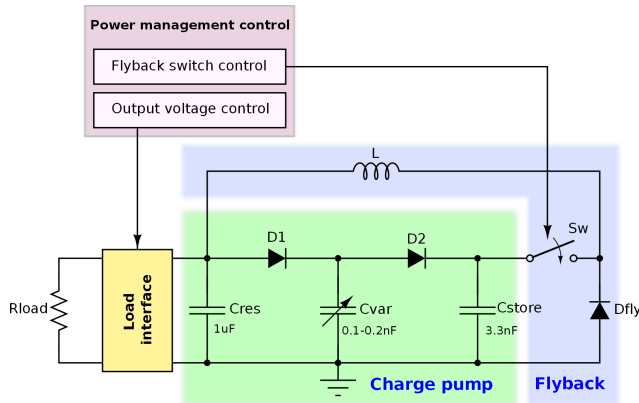 Power management control
Flyback switch control
Output voltage control
L
Sw
D1
D2
Rload
Load
interface
Cres
1uF
Cvar
0.1-0.2nF
Cstore
3.3nF
Dfly
Charge pump
Flyback